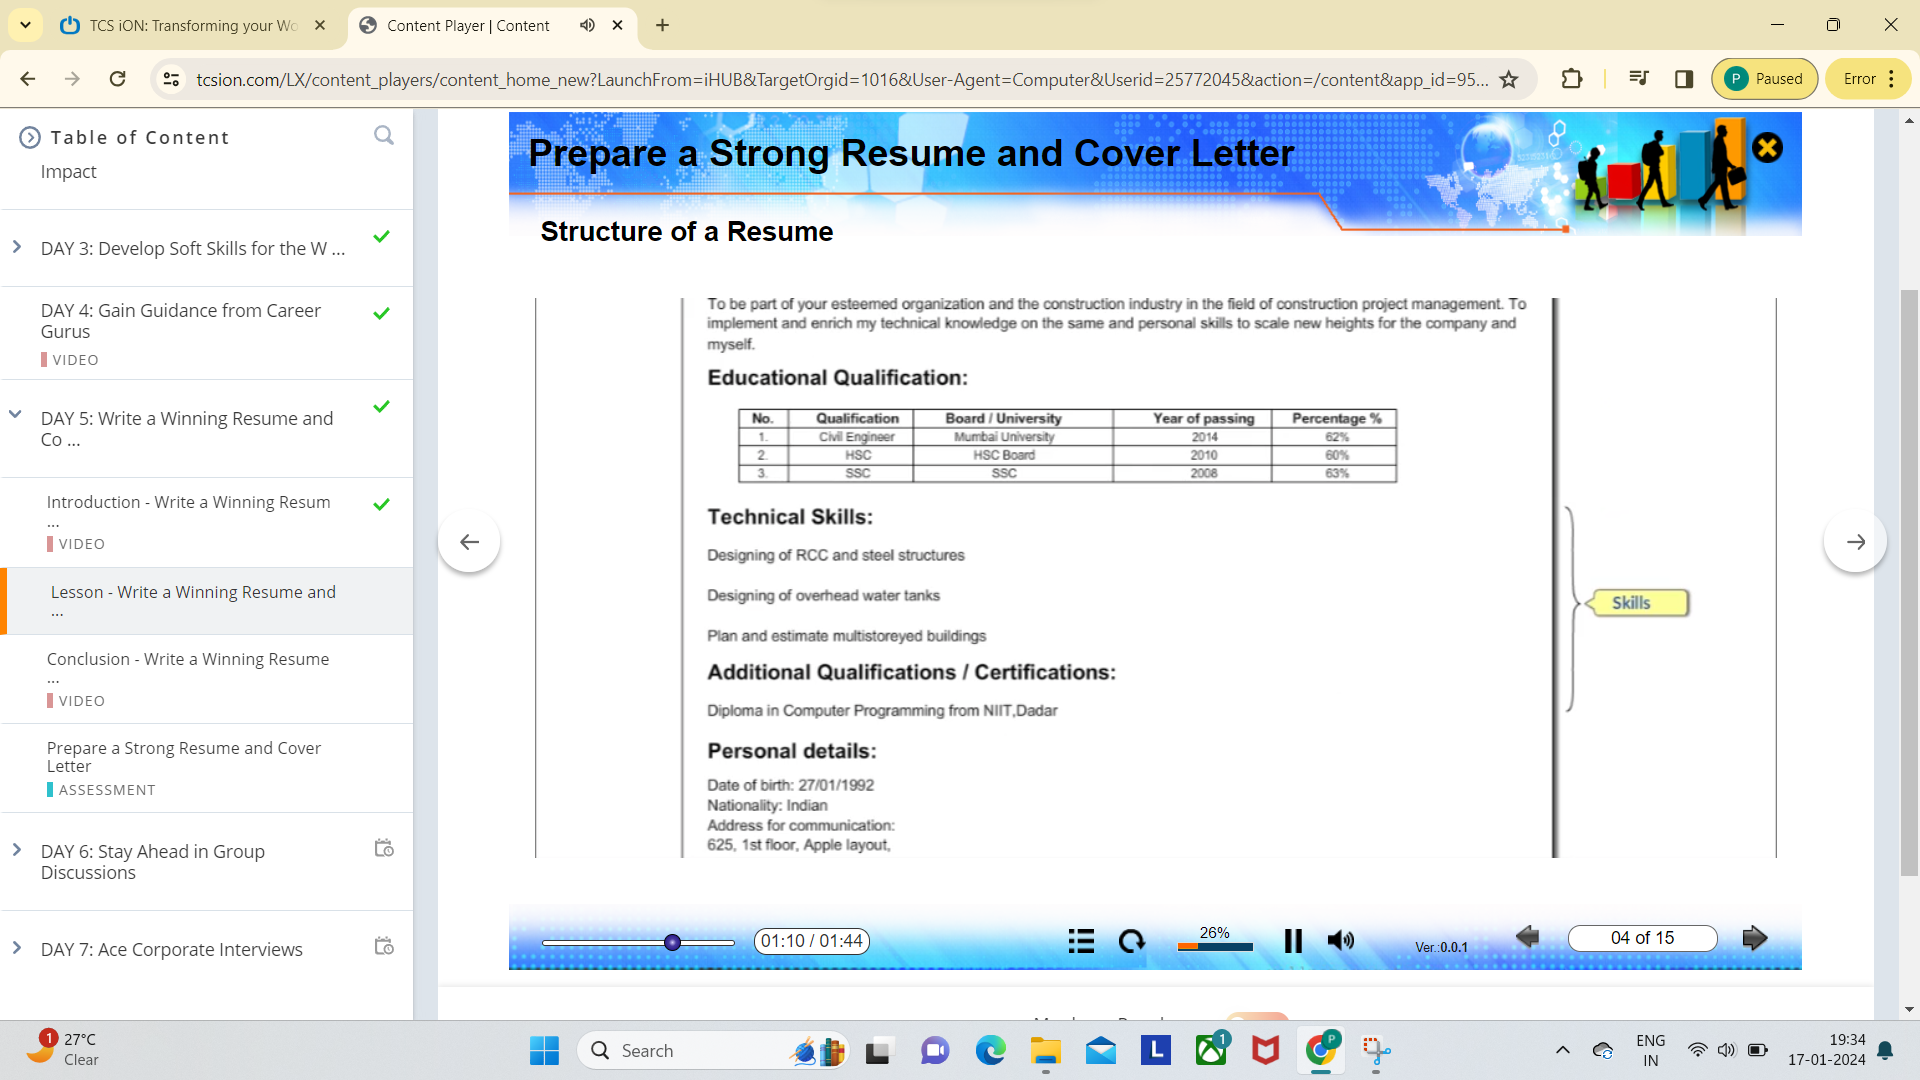 TCS iON: Transforming your Wo
Content Player | Content
tcsion.com/LX/content_players/content_home_new?LaunchFrom=iHUB&TargetOrgid=1016&User-Agent=Computer&Userid=25772045&action=/content&app_id=95...
P Paused
Error
Table of Content
Impact
DAY 3: Develop Soft Skills for the W ...
DAY 4: Gain Guidance from Career
Gurus
VIDEO
DAY 5: Write a Winning Resume and
Co ...
Introduction - Write a Winning Resum
...
VIDEO
Lesson - Write a Winning Resume and
...
Conclusion - Write a Winning Resume
...
VIDEO
Prepare a Strong Resume and Cover
Letter
ASSESSMENT
DAY 6: Stay Ahead in Group
Discussions
DAY 7: Ace Corporate Interviews
Prepare a Strong Resume and Cover Letter
Structure of a Resume
To be part of your esteemed organization and the construction industry in the field of construction project management. To
implement and enrich my technical knowledge on the same and personal skills to scale new heights for the company and
myself.
Educational Qualification:
No. Qualification Board / University Year of passing Percentage %
1. Civil Engineer Mumbai University 2014 62%
2. HSC HSC Board 2010 60%
3. SSC SSC 2008 63%
Technical Skills:
Designing of RCC and steel structures
Designing of overhead water tanks
Plan and estimate multistoreyed buildings
Skills
Additional Qualifications / Certifications:
Diploma in Computer Programming from NIIT,Dadar
Personal details:
Date of birth: 27/01/1992
Nationality: Indian
Address for communication:
625, 1st floor, Apple layout,
01:10 / 01:44
26%
Ver.:0.0.1
04 of 15
1
27°C
Clear
Search
L
1
P
ENG
IN
19:34
17-01-2024